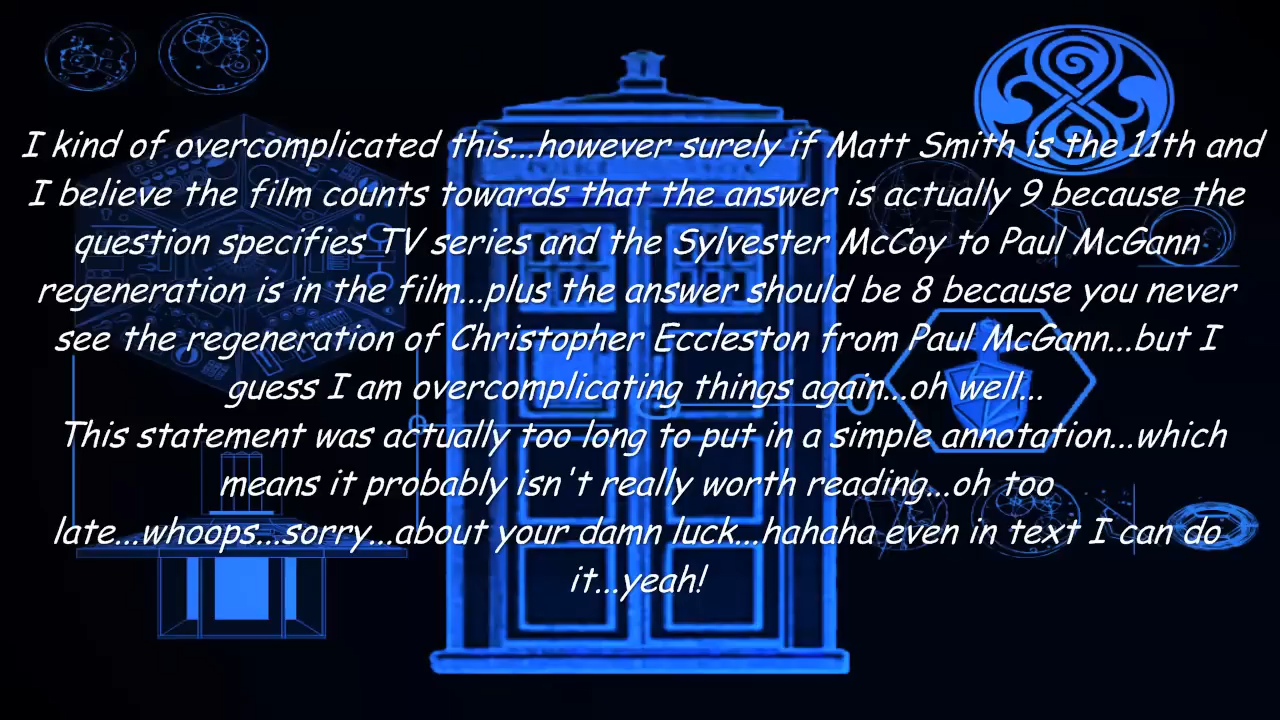 I kind of overcomplicated this...however surely if Matt Smith is the 11th and
I believe the film counts towards that the answer is actually 9 because the
question specifies TV series and the Sylvester McCoy to Paul McGann
regeneration is in the film...plus the answer should be 8 because you never
see the regeneration of Christopher Eccleston from Paul McGann...but I
guess I am overcomplicating things again...oh well...
This statement was actually too long to put in a simple annotation...which
means it probably isn't really worth reading...oh too
late...whoops...sorry...about your damn luck...hahaha even in text I can do
it...yeah!